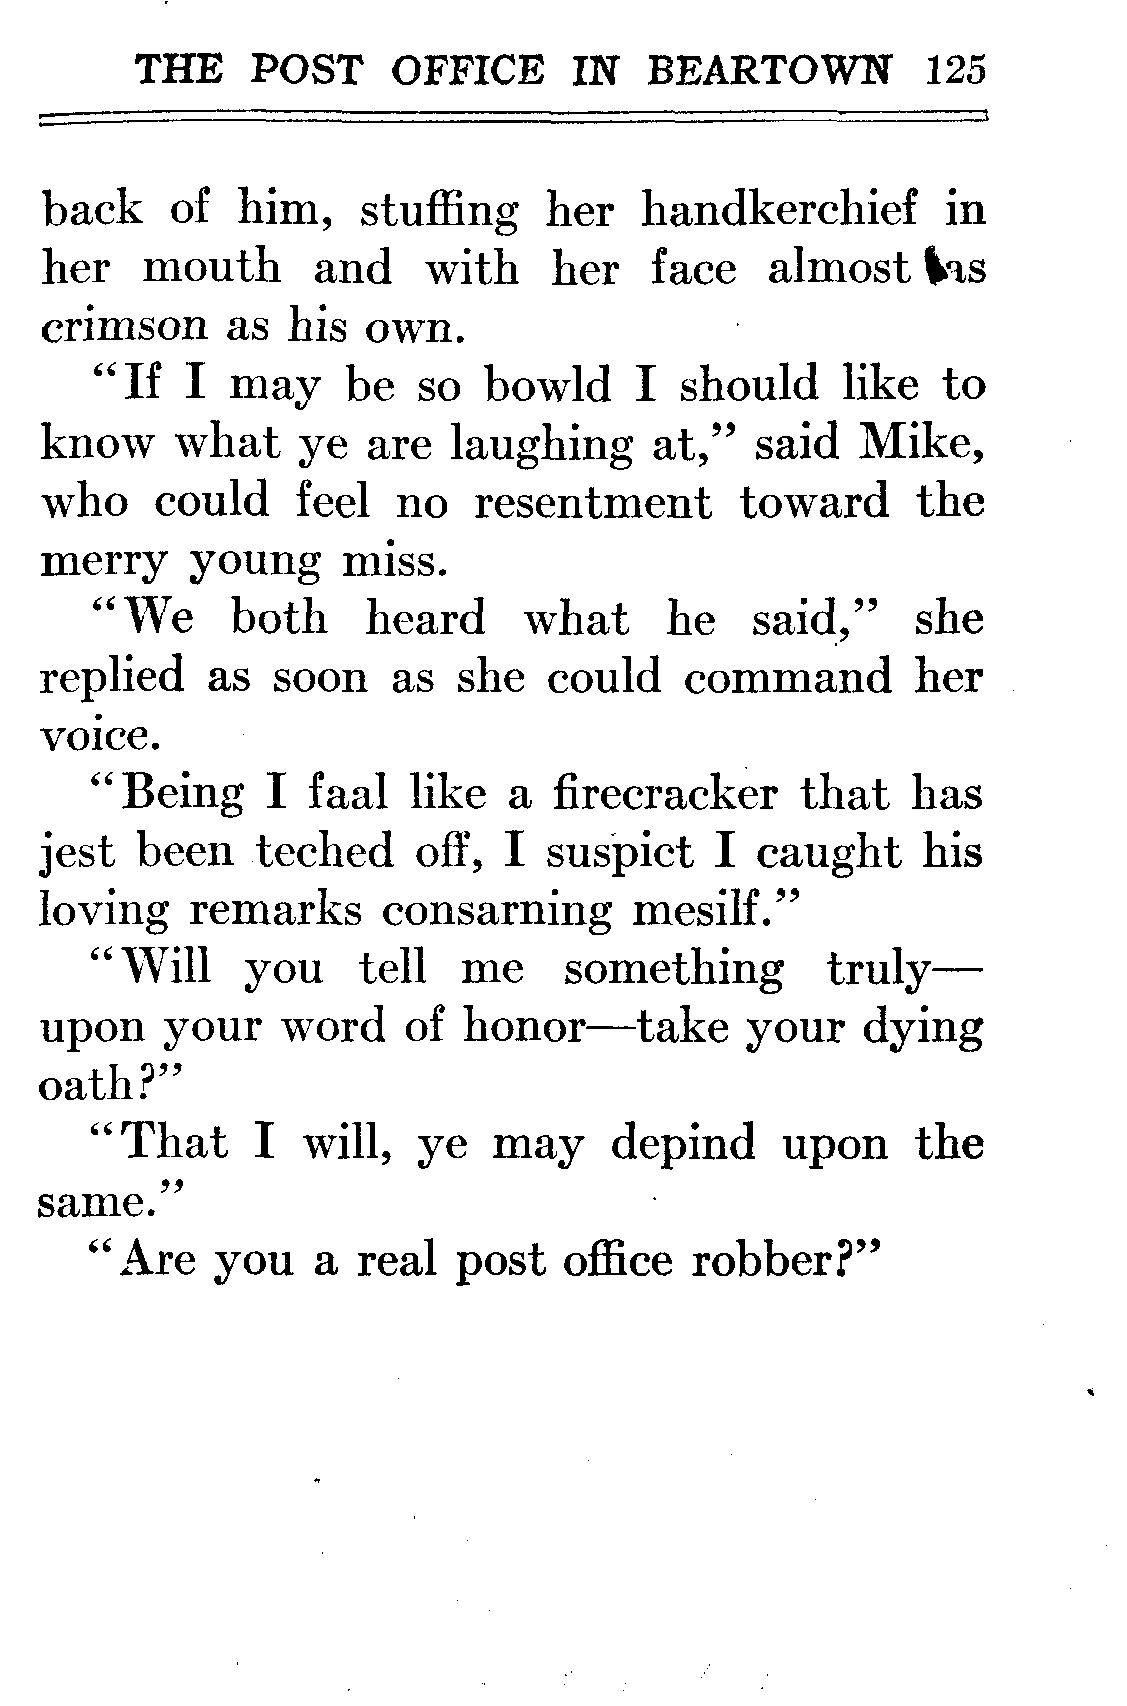 THE POST OFFICE IN BEARTOWN 125
back of him, stuffing her handkerchief in
her mouth and with her face almost as
crimson as his own.
"If I may be so bowld I should like to
know what ye are laughing at," said Mike,
who could feel no resentment toward the
merry young miss.
"We both heard what he said," she
replied as soon as she could command her
voice.
"Being I faal like a firecracker that has
jest been teched off, I suspict I caught his
loving remarks consarning mesilf."
"Will you tell me something truly—
upon your word of honor—take your dying
oath?"
"That I will, ye may depind upon the
same."
"Are you a real post office robber?"